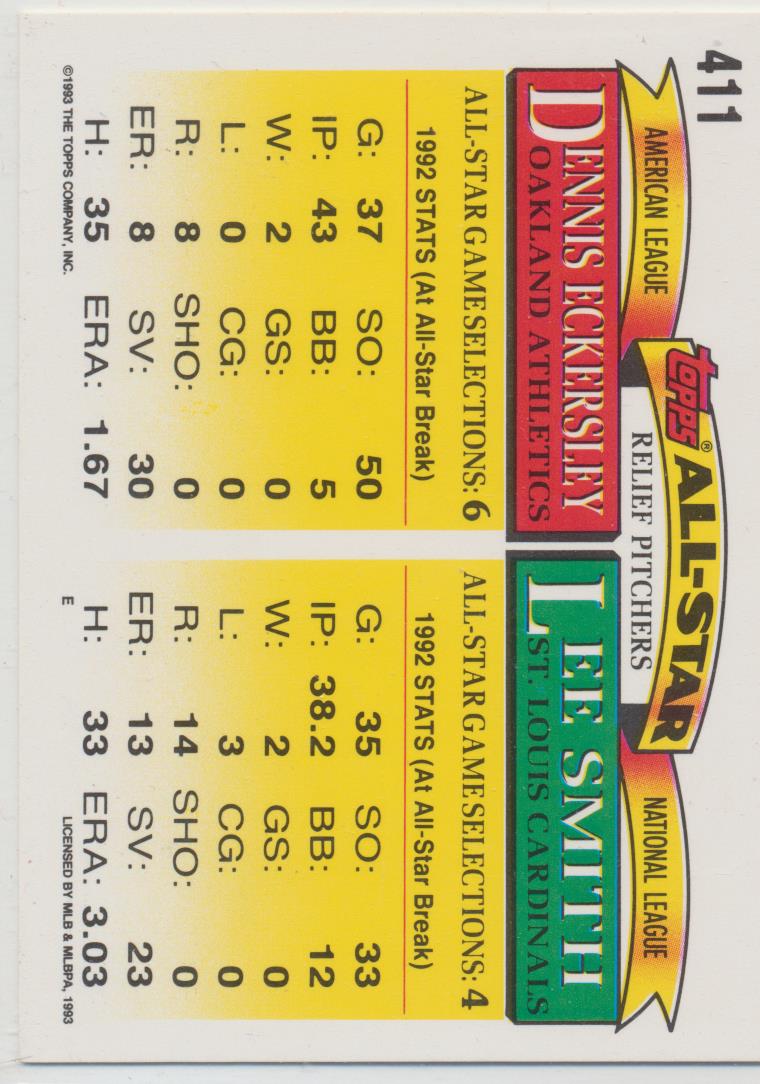 411
AMERICAN LEAGUE
topps® ALL-STAR
NATIONAL LEAGUE
RELIEF PITCHERS
DENNIS ECKERSLEY
OAKLAND ATHLETICS
ALL-STAR GAME SELECTIONS: 6
1992 STATS (At All-Star Break)
G: 37 SO: 50
IP: 43 BB: 5
W: 2 GS: 0
L: 0 CG: 0
R: 8 SHO: 0
ER: 8 SV: 30
H: 35 ERA: 1.67
©1993 THE TOPPS COMPANY, INC.
LEE SMITH
ST. LOUIS CARDINALS
ALL-STAR GAME SELECTIONS: 4
1992 STATS (At All-Star Break)
G: 35 SO: 33
IP: 38.2 BB: 12
W: 2 GS: 0
L: 3 CG: 0
R: 14 SHO: 0
ER: 13 SV: 23
H: 33 ERA: 3.03
E
LICENSED BY MLB & MLBPA, 1993